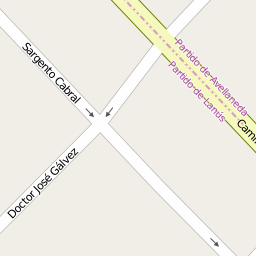 Partido de Avellaneda
Partido de Lanús
Sargento Cabral
Cami
Doctor José Gálvez